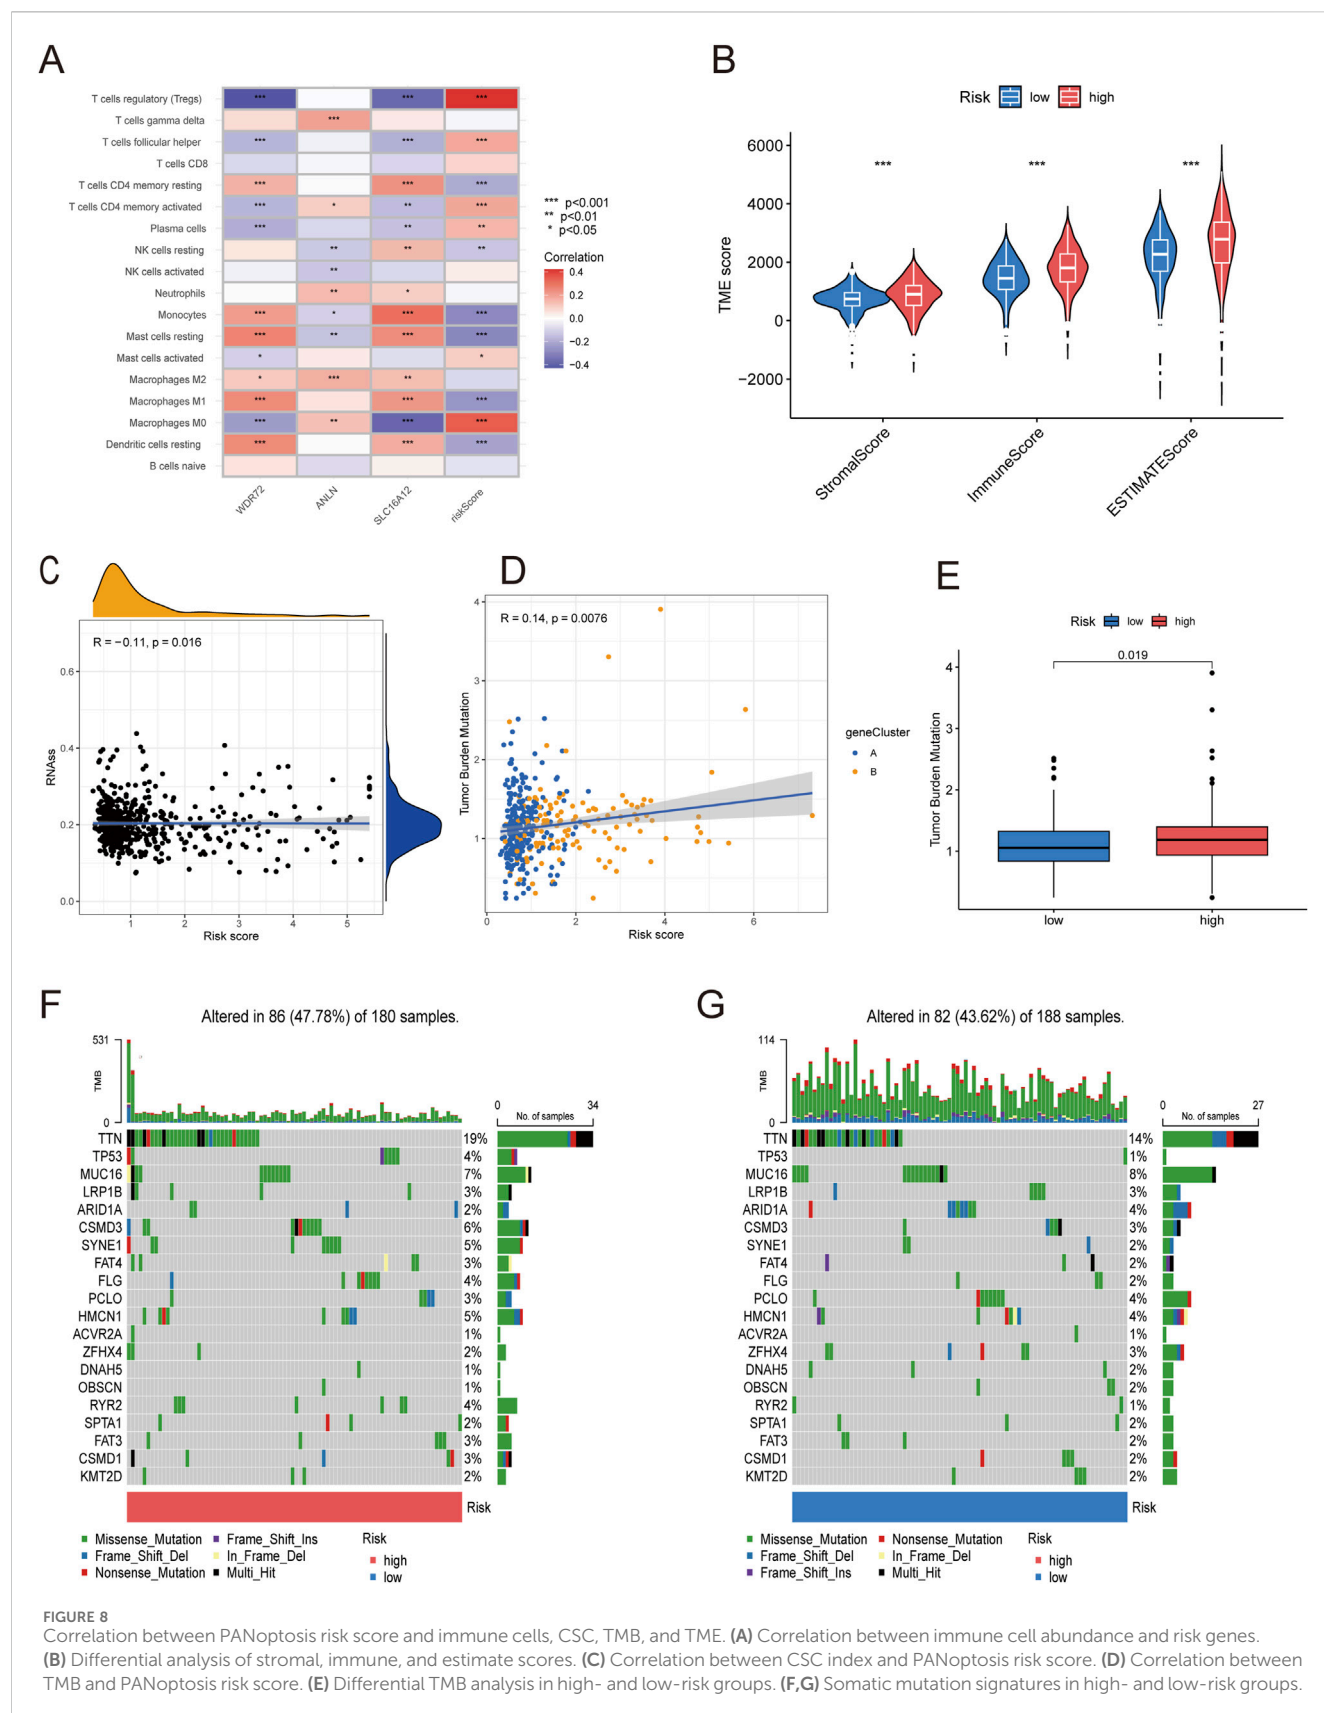 A
T cells regulatory (Tregs) *** *** ***
T cells gamma delta ***
T cells follicular helper *** *** ***
T cells CD8
T cells CD4 memory resting *** *** ***
T cells CD4 memory activated *** * ** ***
Plasma cells *** ** **
NK cells resting ** ** **
NK cells activated **
Neutrophils ** *
Monocytes *** * *** ***
Mast cells resting *** ** *** ***
Mast cells activated * *
Macrophages M2 * *** **
Macrophages M1 *** *** ***
Macrophages M0 *** ** *** ***
Dendritic cells resting *** *** ***
B cells naive
WDR72
ANLN
SLC16A12
riskScore
*** p<0.001
** p<0.01
* p<0.05
Correlation
0.4
0.2
0.0
−0.2
−0.4
B
Risk low high
TME score
6000
4000
2000
0
−2000
*** *** ***
StromalScore
ImmuneScore
ESTIMATEScore
C
R = −0.11, p = 0.016
RNAss
0.6
0.4
0.2
0.0
1 2 3 4 5
Risk score
D
R = 0.14, p = 0.0076
Tumor Burden Mutation
4
3
2
1
0 2 4 6
Risk score
geneCluster
A
B
E
Risk low high
0.019
Tumor Burden Mutation
4
3
2
1
low high
F
Altered in 86 (47.78%) of 180 samples.
531
TMB
0
0 34
No. of samples
TTN 19%
TP53 4%
MUC16 7%
LRP1B 3%
ARID1A 2%
CSMD3 6%
SYNE1 5%
FAT4 3%
FLG 4%
PCLO 3%
HMCN1 5%
ACVR2A 1%
ZFHX4 2%
DNAH5 1%
OBSCN 1%
RYR2 4%
SPTA1 2%
FAT3 3%
CSMD1 3%
KMT2D 2%
Risk
Missense_Mutation Frame_Shift_Ins Risk
Frame_Shift_Del In_Frame_Del high
Nonsense_Mutation Multi_Hit low
G
Altered in 82 (43.62%) of 188 samples.
114
TMB
0
0 27
No. of samples
TTN 14%
TP53 1%
MUC16 8%
LRP1B 3%
ARID1A 4%
CSMD3 3%
SYNE1 2%
FAT4 2%
FLG 2%
PCLO 4%
HMCN1 4%
ACVR2A 1%
ZFHX4 3%
DNAH5 2%
OBSCN 2%
RYR2 1%
SPTA1 2%
FAT3 2%
CSMD1 2%
KMT2D 2%
Risk
Missense_Mutation Nonsense_Mutation Risk
Frame_Shift_Del In_Frame_Del high
Frame_Shift_Ins Multi_Hit low
FIGURE 8
Correlation between PANoptosis risk score and immune cells, CSC, TMB, and TME. (A) Correlation between immune cell abundance and risk genes.
(B) Differential analysis of stromal, immune, and estimate scores. (C) Correlation between CSC index and PANoptosis risk score. (D) Correlation between
TMB and PANoptosis risk score. (E) Differential TMB analysis in high- and low-risk groups. (F,G) Somatic mutation signatures in high- and low-risk groups.